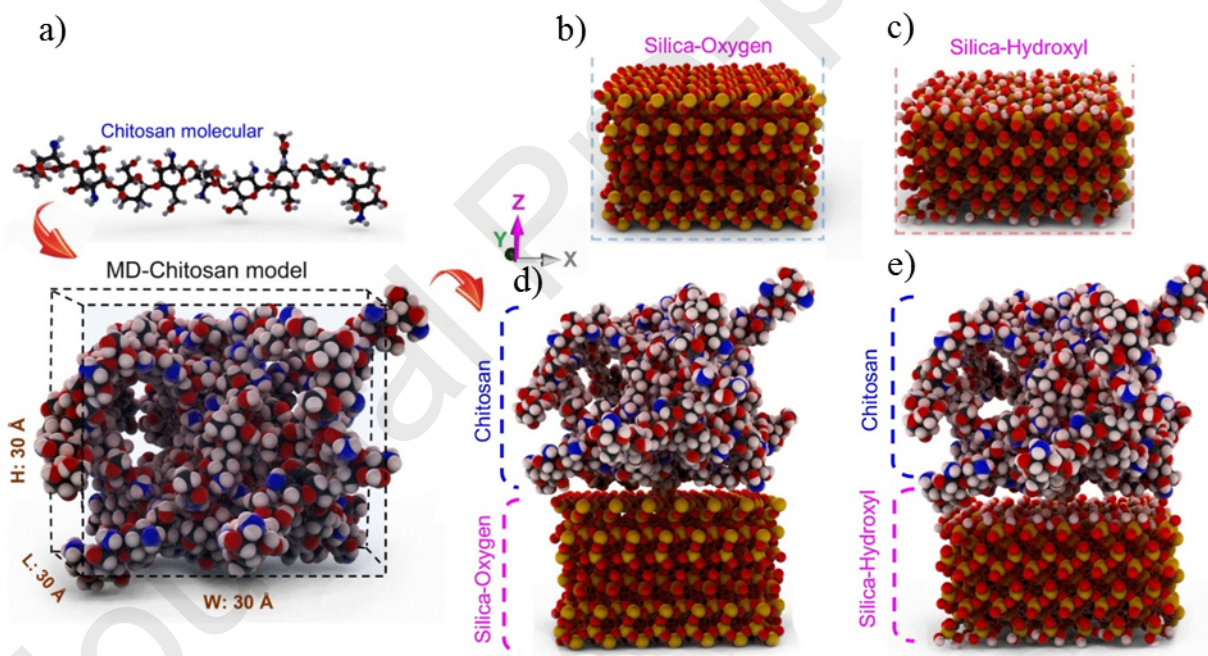 a)
b)
c)
Silica-Oxygen
Silica-Hydroxyl
Chitosan molecular
Z
Y
X
MD-Chitosan model
d)
e)
H: 30 Å
L: 30 Å
W: 30 Å
Chitosan
Silica-Oxygen
Chitosan
Silica-Hydroxyl